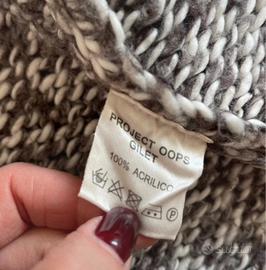 PROJECT OOPS
GILET
100% ACRILICO
P